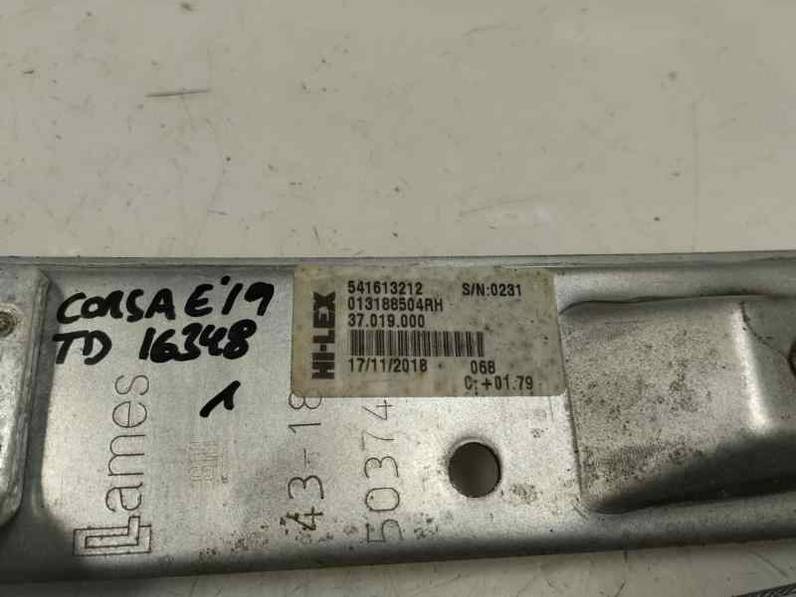 CORSA E'19
TD 16348
1
HI-LEX
541613212 S/N:0231
013188504RH
37.019.000
17/11/2018 068
C:+01.79
Lames
43-18
50374